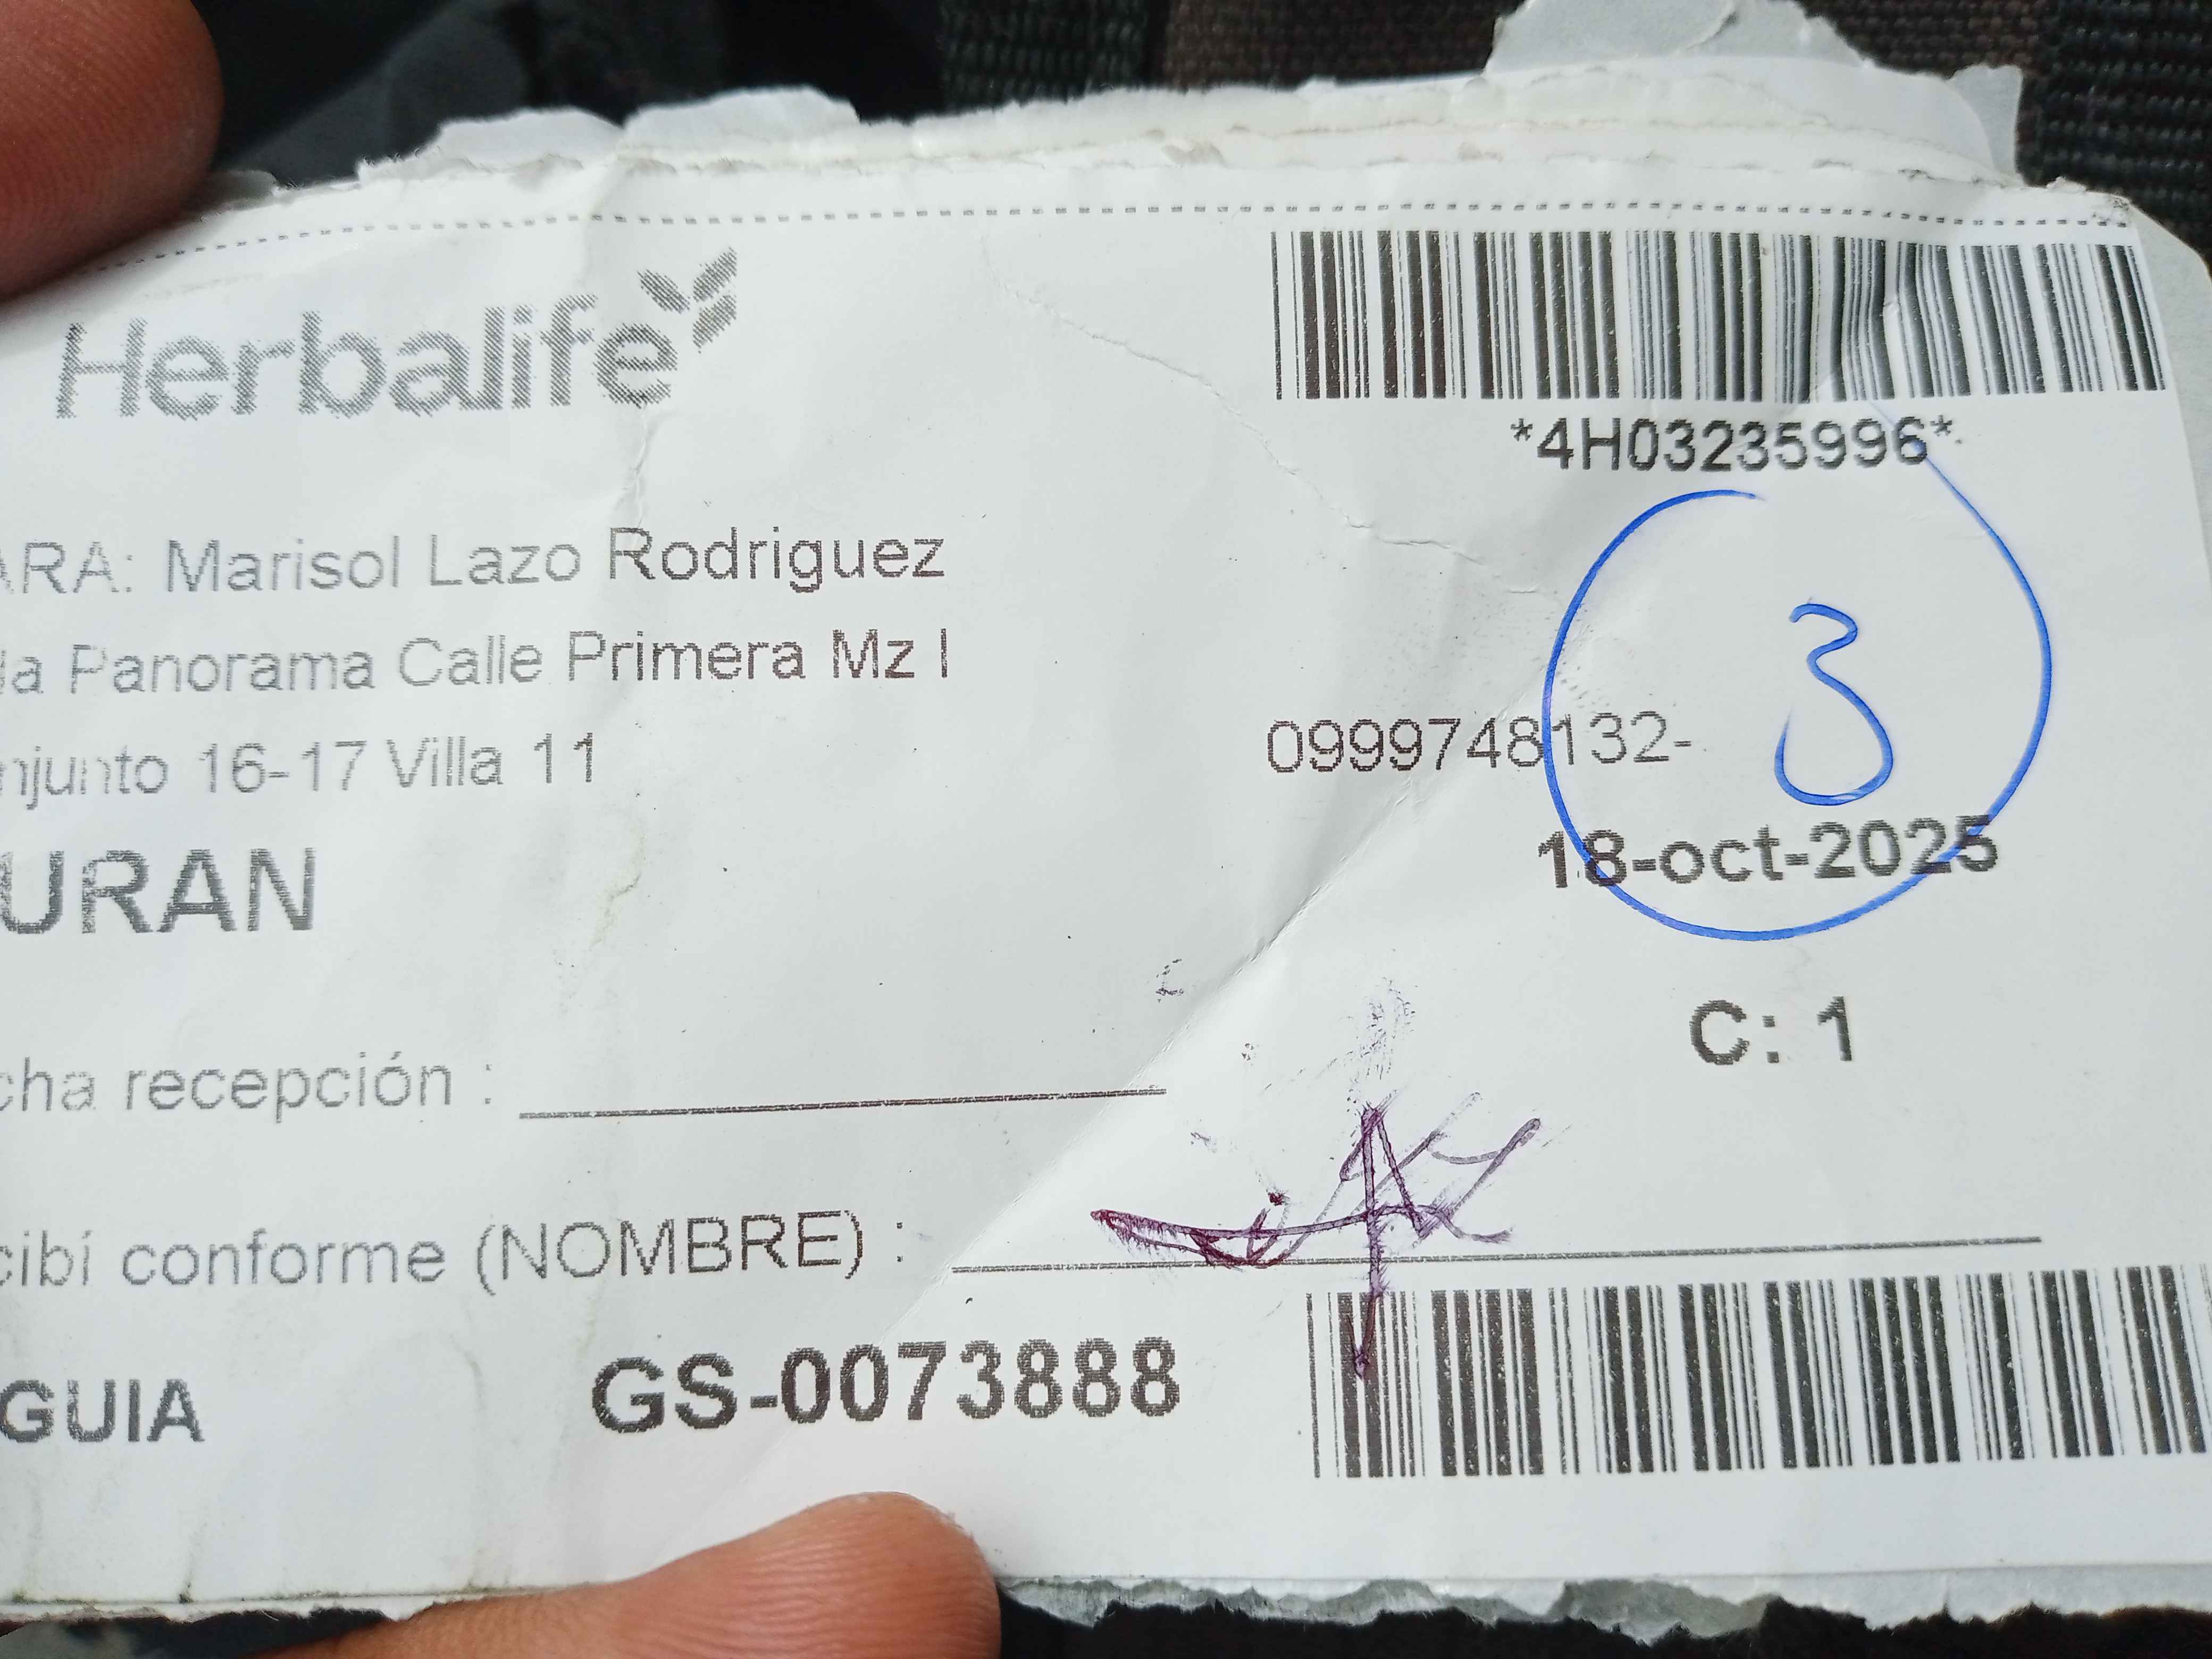 Herbalife
*4H03235996*
ARA: Marisol Lazo Rodriguez
la Panorama Calle Primera Mz I
njunto 16-17 Villa 11
0999748132-
3
18-oct-2025
URAN
C: 1
cha recepción :
cibí conforme (NOMBRE) :
GUIA GS-0073888